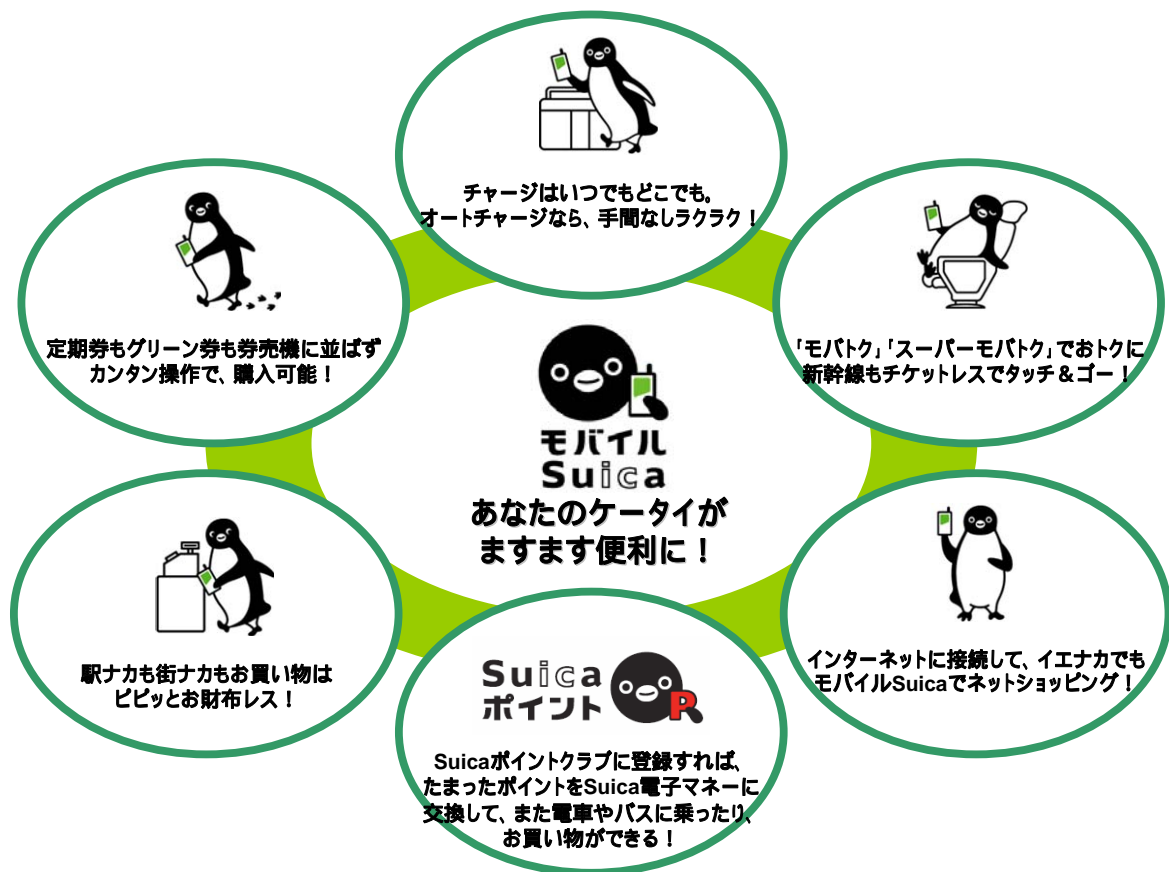 チャージはいつでもどこでも。
オートチャージなら、手間なしラクラク！
定期券もグリーン券も券売機に並ばず
カンタン操作で、購入可能！
「モバトク」「スーパーモバトク」でおトクに
新幹線もチケットレスでタッチ＆ゴー！
モバイル
Suica
あなたのケータイが
ますます便利に！
駅ナカも街ナカもお買い物は
ピピッとお財布レス！
インターネットに接続して、イエナカでも
モバイルSuicaでネットショッピング！
Suica
ポイント
P
Suicaポイントクラブに登録すれば、
たまったポイントをSuica電子マネーに
交換して、また電車やバスに乗ったり、
お買い物ができる！